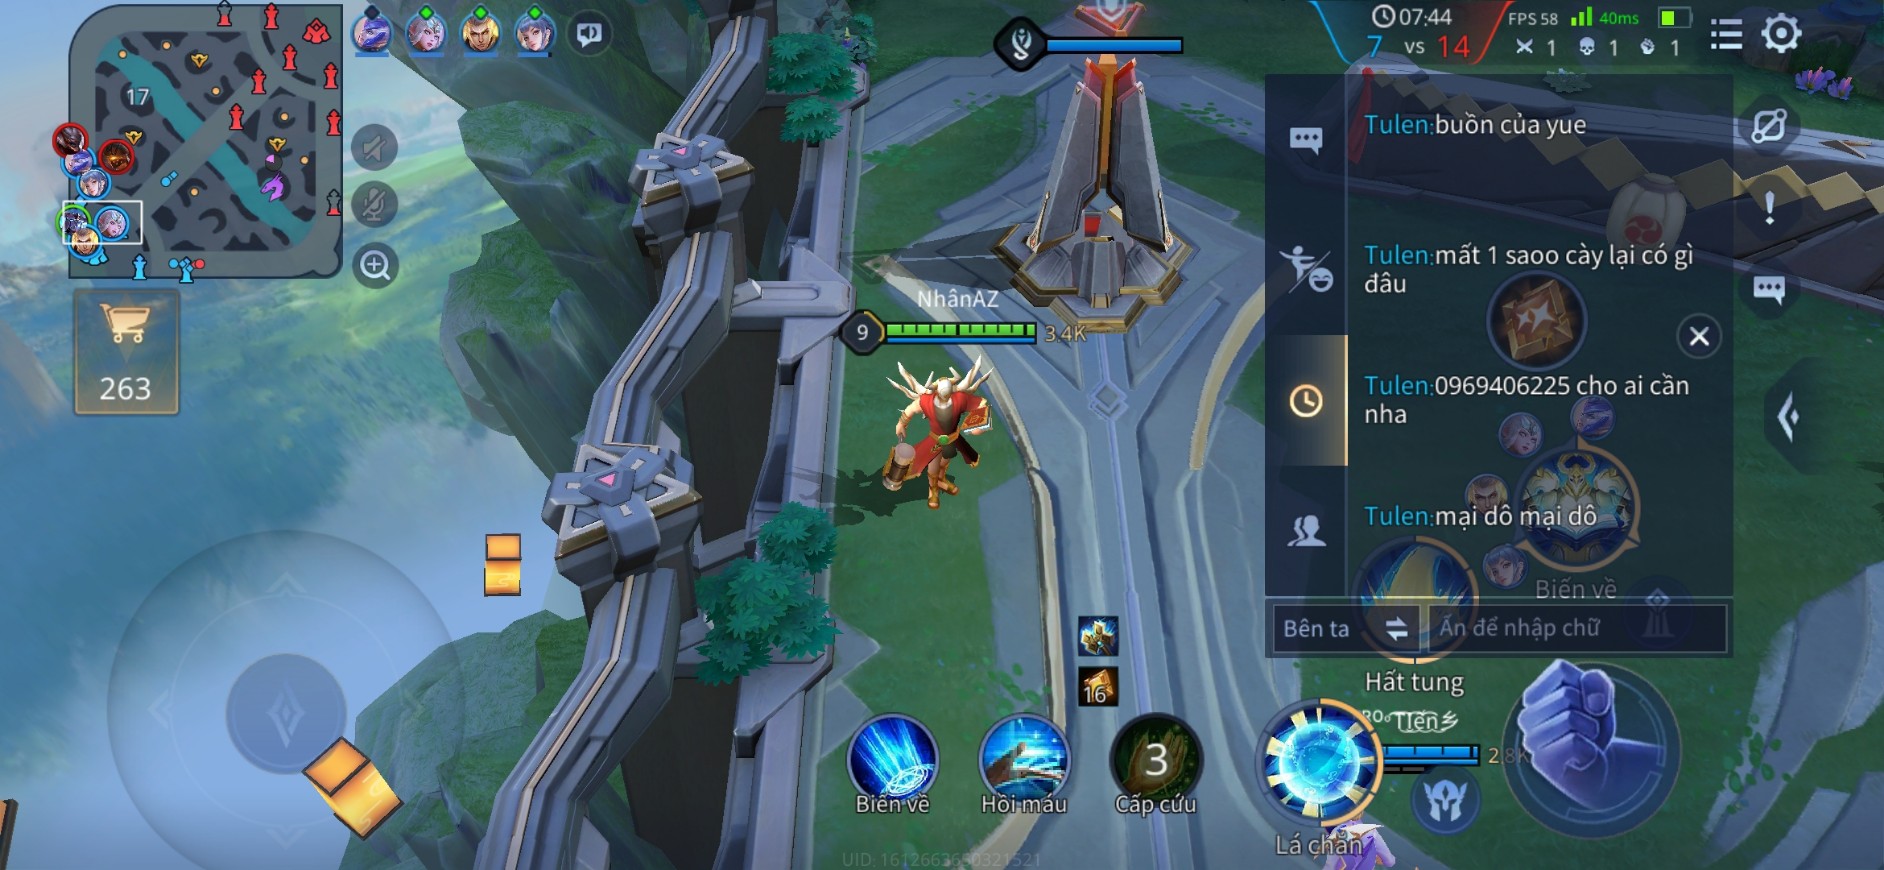 17
07:44
7 vs 14
FPS 58
40ms
1
1
1
263
NhânAZ
9
3.4K
Tulen:buồn của yue
Tulen:mất 1 saoo cày lại có gì
đâu
Tulen:0969406225 cho ai cần
nha
Tulen:mại dô mại dô
Biến về
Bên ta
Ấn để nhập chữ
Hất tung
16
TIến
2.8K
Biến về
Hồi máu
3
Cấp cứu
Lá chắn